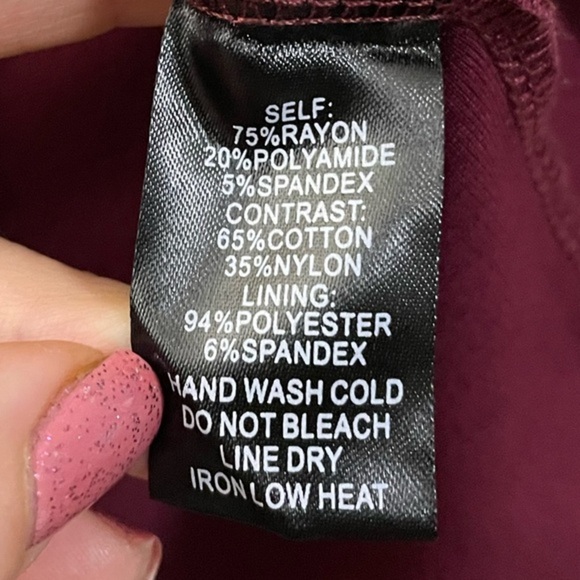 SELF:
75%RAYON
20%POLYAMIDE
5%SPANDEX
CONTRAST:
65%COTTON
35%NYLON
LINING:
94%POLYESTER
6%SPANDEX
HAND WASH COLD
DO NOT BLEACH
LINE DRY
IRON LOW HEAT